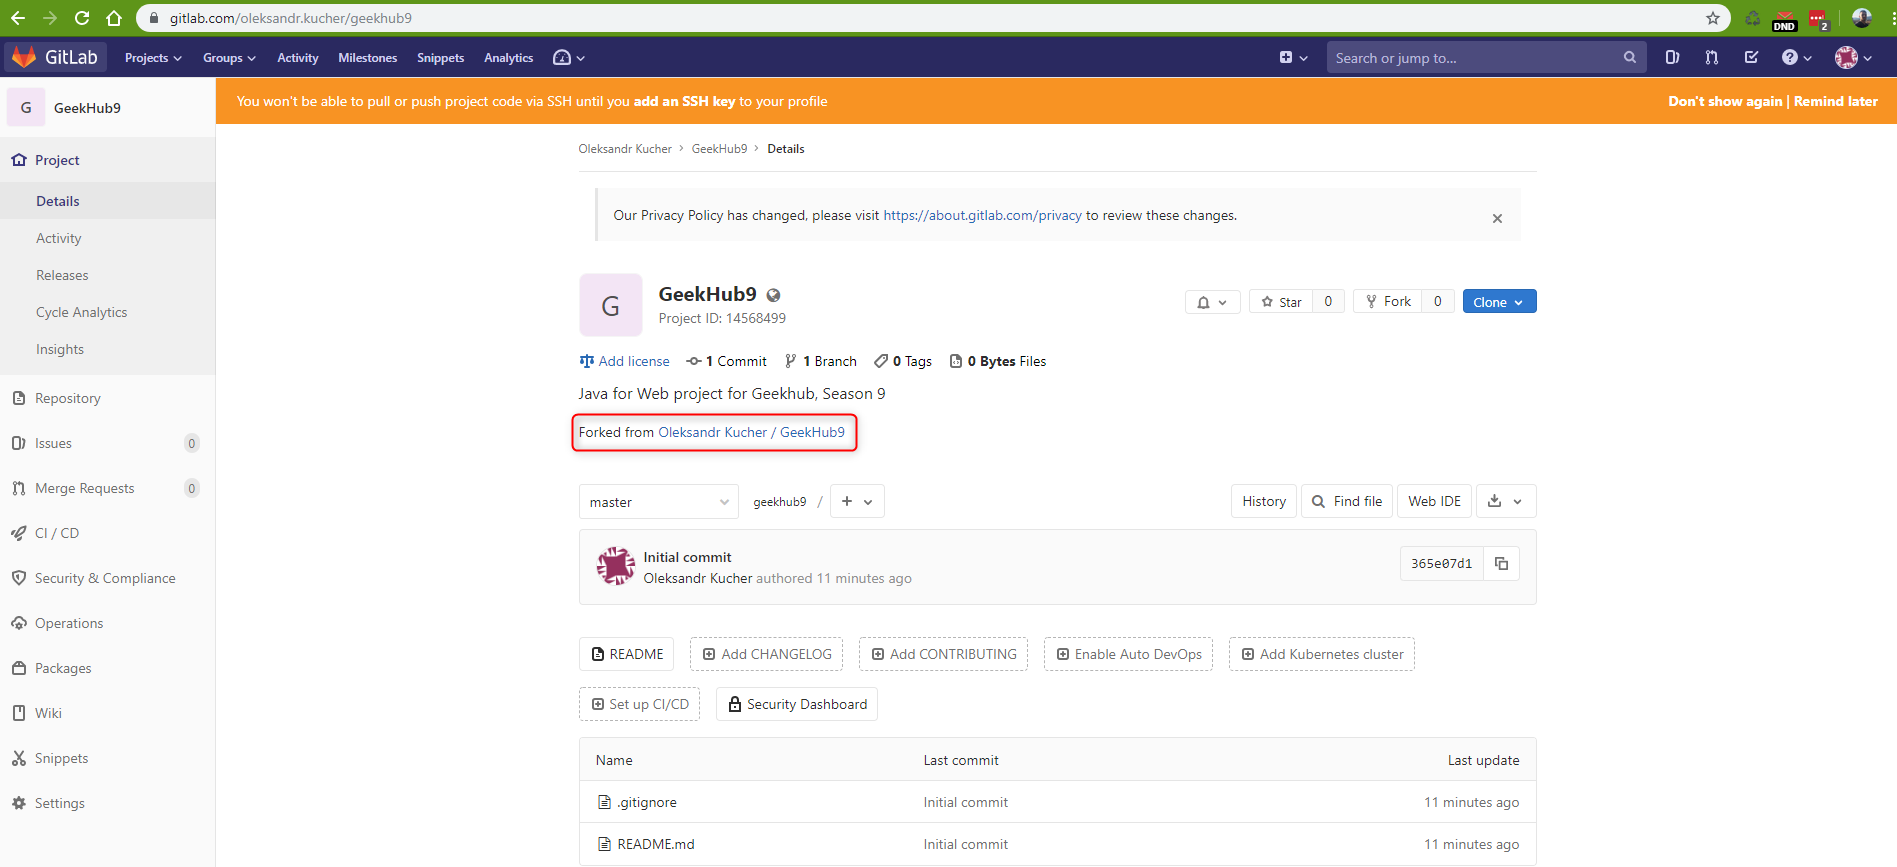 gitlab.com/oleksandr.kucher/geekhub9
DND
2
GitLab Projects Groups Activity Milestones Snippets Analytics Search or jump to...
G GeekHub9
You won't be able to pull or push project code via SSH until you add an SSH key to your profile Don't show again | Remind later
Project
Details
Activity
Releases
Cycle Analytics
Insights
Repository
Issues 0
Merge Requests 0
CI / CD
Security & Compliance
Operations
Packages
Wiki
Snippets
Settings
Oleksandr Kucher > GeekHub9 > Details
Our Privacy Policy has changed, please visit https://about.gitlab.com/privacy to review these changes.
G
GeekHub9
Project ID: 14568499
Star 0 Fork 0 Clone
Add license 1 Commit 1 Branch 0 Tags 0 Bytes Files
Java for Web project for Geekhub, Season 9
Forked from Oleksandr Kucher / GeekHub9
master geekhub9 / + History Find file Web IDE
Initial commit
Oleksandr Kucher authored 11 minutes ago
365e07d1
README Add CHANGELOG Add CONTRIBUTING Enable Auto DevOps Add Kubernetes cluster
Set up CI/CD Security Dashboard
Name Last commit Last update
.gitignore Initial commit 11 minutes ago
README.md Initial commit 11 minutes ago